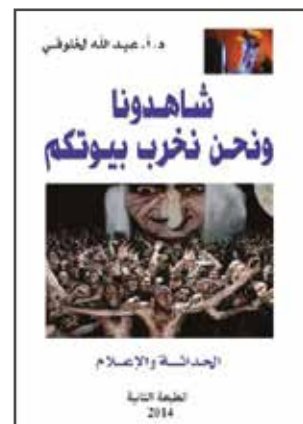 د.أ. عبد الله الخلوفي
شاهدونا
ونحن نخرب بيوتكم
الحداثة والإعلام
الطبعة الثانية
2014